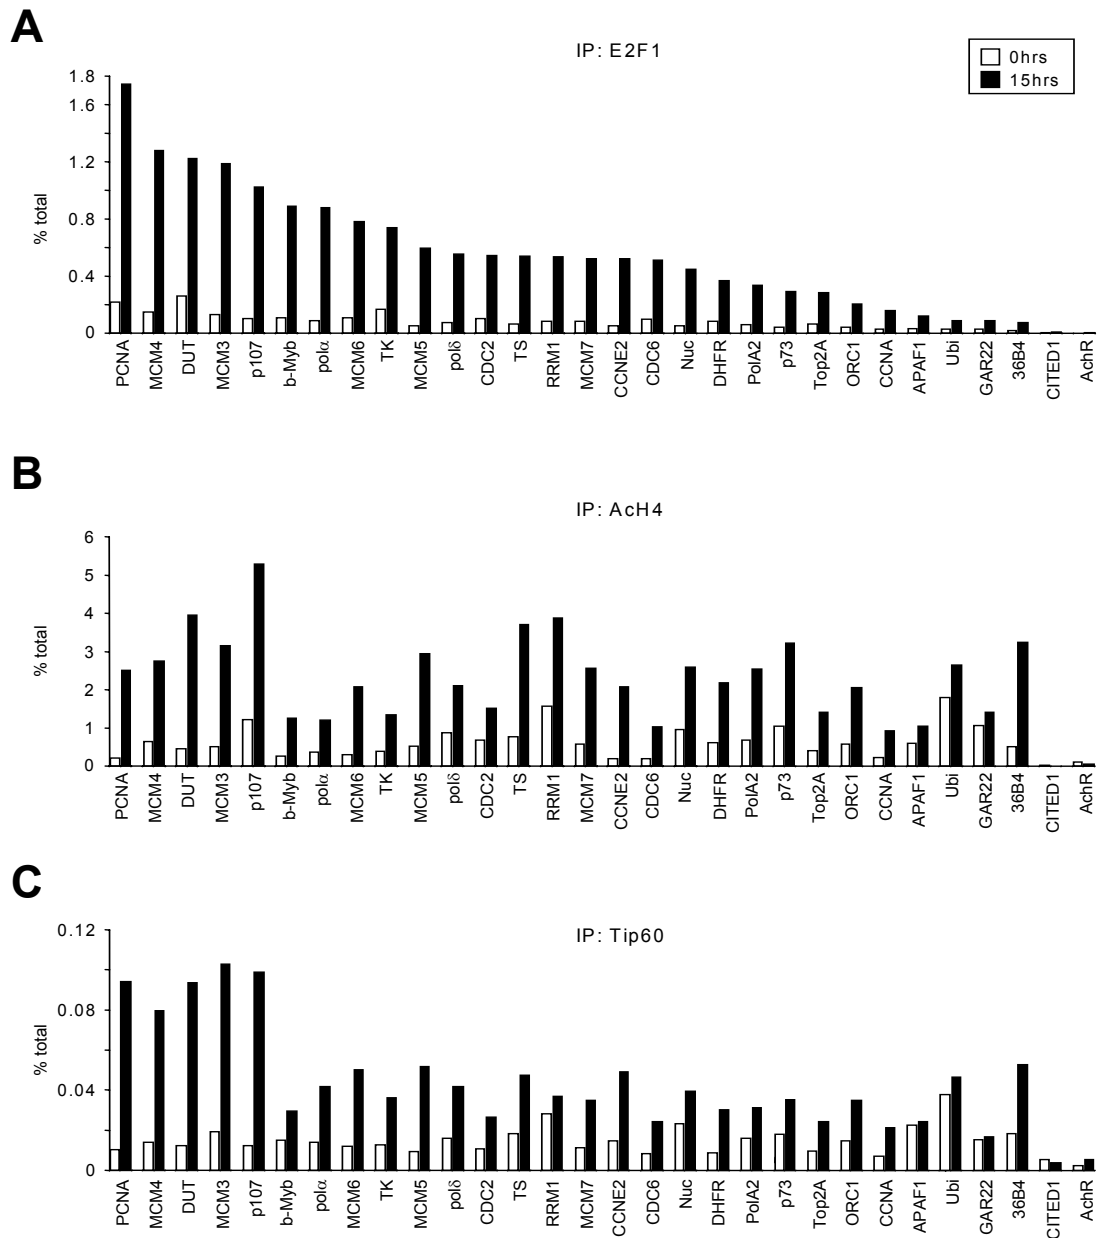 A
IP: E2F1
0hrs
15hrs
% total
1.8
1.6
1.2
0.8
0.4
0
PCNA MCM4 DUT MCM3 p107 b-Myb polα MCM6 TK MCM5 polδ CDC2 TS RRM1 MCM7 CCNE2 CDC6 Nuc DHFR PolA2 p73 Top2A ORC1 CCNA APAF1 Ubi GAR22 36B4 CITED1 AchR
B
IP: AcH4
% total
6
5
4
3
2
1
0
PCNA MCM4 DUT MCM3 p107 b-Myb polα MCM6 TK MCM5 polδ CDC2 TS RRM1 MCM7 CCNE2 CDC6 Nuc DHFR PolA2 p73 Top2A ORC1 CCNA APAF1 Ubi GAR22 36B4 CITED1 AchR
C
IP: Tip60
% total
0.12
0.08
0.04
0
PCNA MCM4 DUT MCM3 p107 b-Myb polα MCM6 TK MCM5 polδ CDC2 TS RRM1 MCM7 CCNE2 CDC6 Nuc DHFR PolA2 p73 Top2A ORC1 CCNA APAF1 Ubi GAR22 36B4 CITED1 AchR